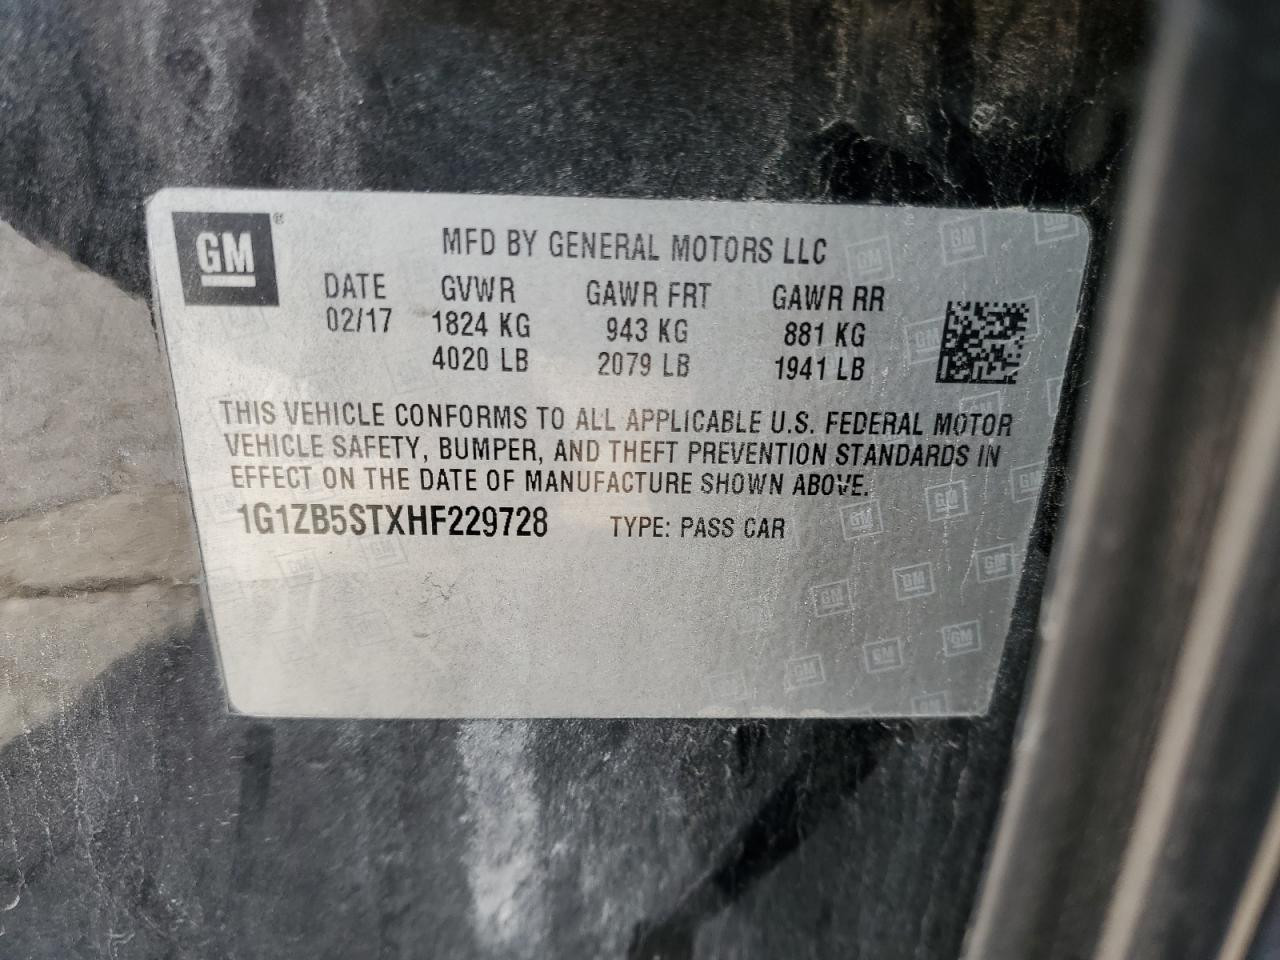 GM®
MFD BY GENERAL MOTORS LLC
DATE GVWR GAWR FRT GAWR RR
02/17 1824 KG 943 KG 881 KG
4020 LB 2079 LB 1941 LB
THIS VEHICLE CONFORMS TO ALL APPLICABLE U.S. FEDERAL MOTOR
VEHICLE SAFETY, BUMPER, AND THEFT PREVENTION STANDARDS IN
EFFECT ON THE DATE OF MANUFACTURE SHOWN ABOVE.
1G1ZB5STXHF229728 TYPE: PASS CAR